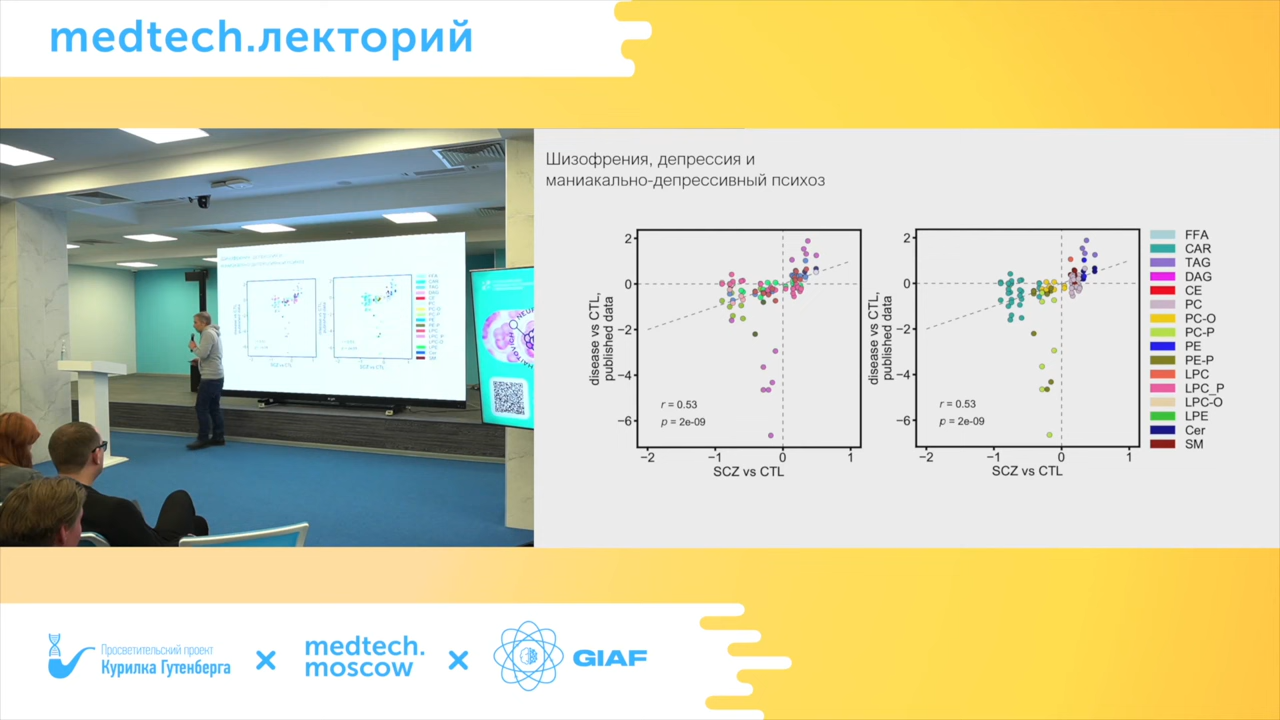 medtech.лекторий
Шизофрения, депрессия и
маниакально-депрессивный психоз
disease vs CTL,
published data
2
0
−2
−4
−6
r = 0.53
p = 2e-09
−2
−1
0
1
SCZ vs CTL
disease vs CTL,
published data
2
0
−2
−4
−6
r = 0.53
p = 2e-09
−2
−1
0
1
SCZ vs CTL
FFA
CAR
TAG
DAG
CE
PC
PC-O
PC-P
PE
PE-P
LPC
LPC_P
LPC-O
LPE
Cer
SM
Просветительский проект
Курилка Гутенберга
medtech.
moscow
GIAF